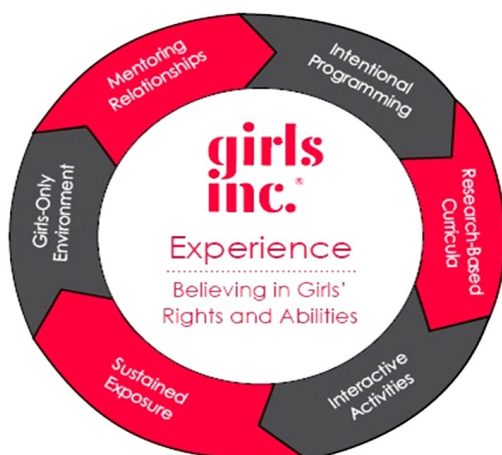 Mentoring
Relationships
Intentional
Programming
Research-Based
Curricula
Interactive
Activities
Sustained
Exposure
Girls-Only
Environment
girls
inc.®
Experience
Believing in Girls'
Rights and Abilities